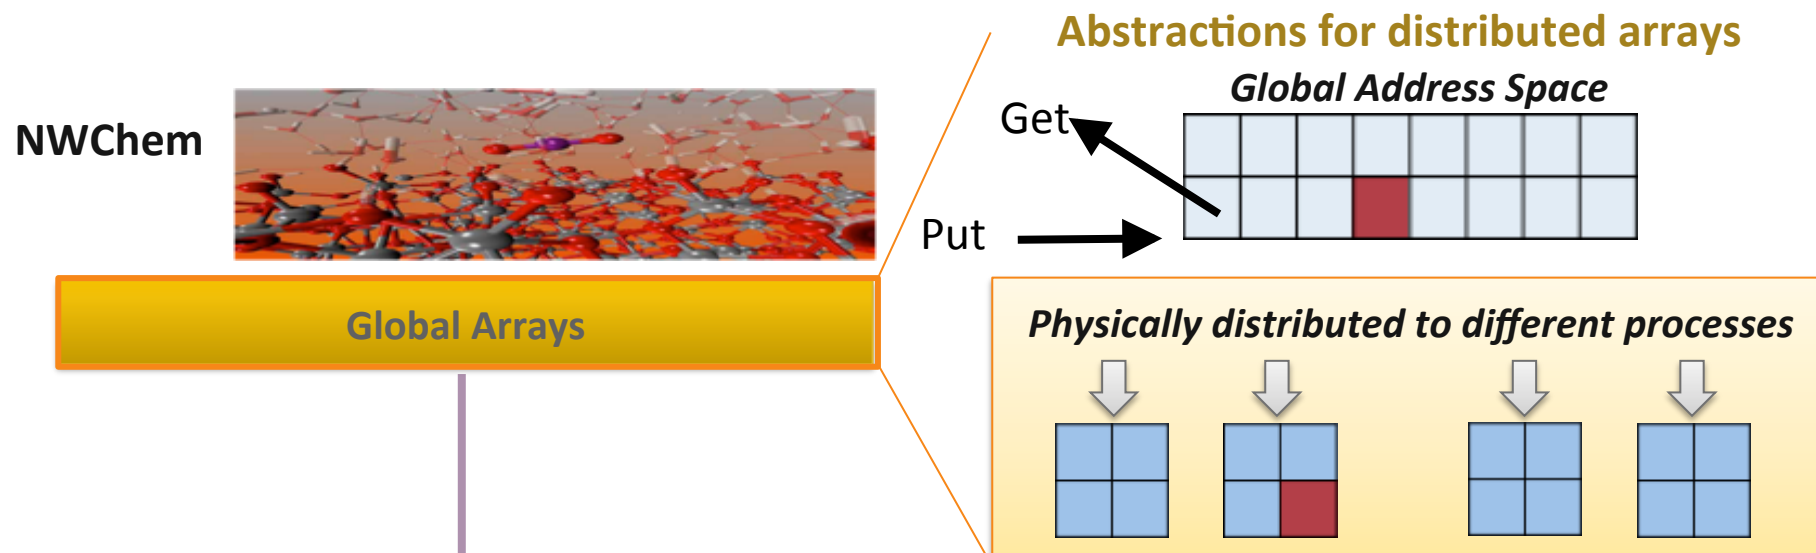 Abstractions for distributed arrays
Global Address Space
Get
NWChem
Put
Global Arrays
Physically distributed to different processes